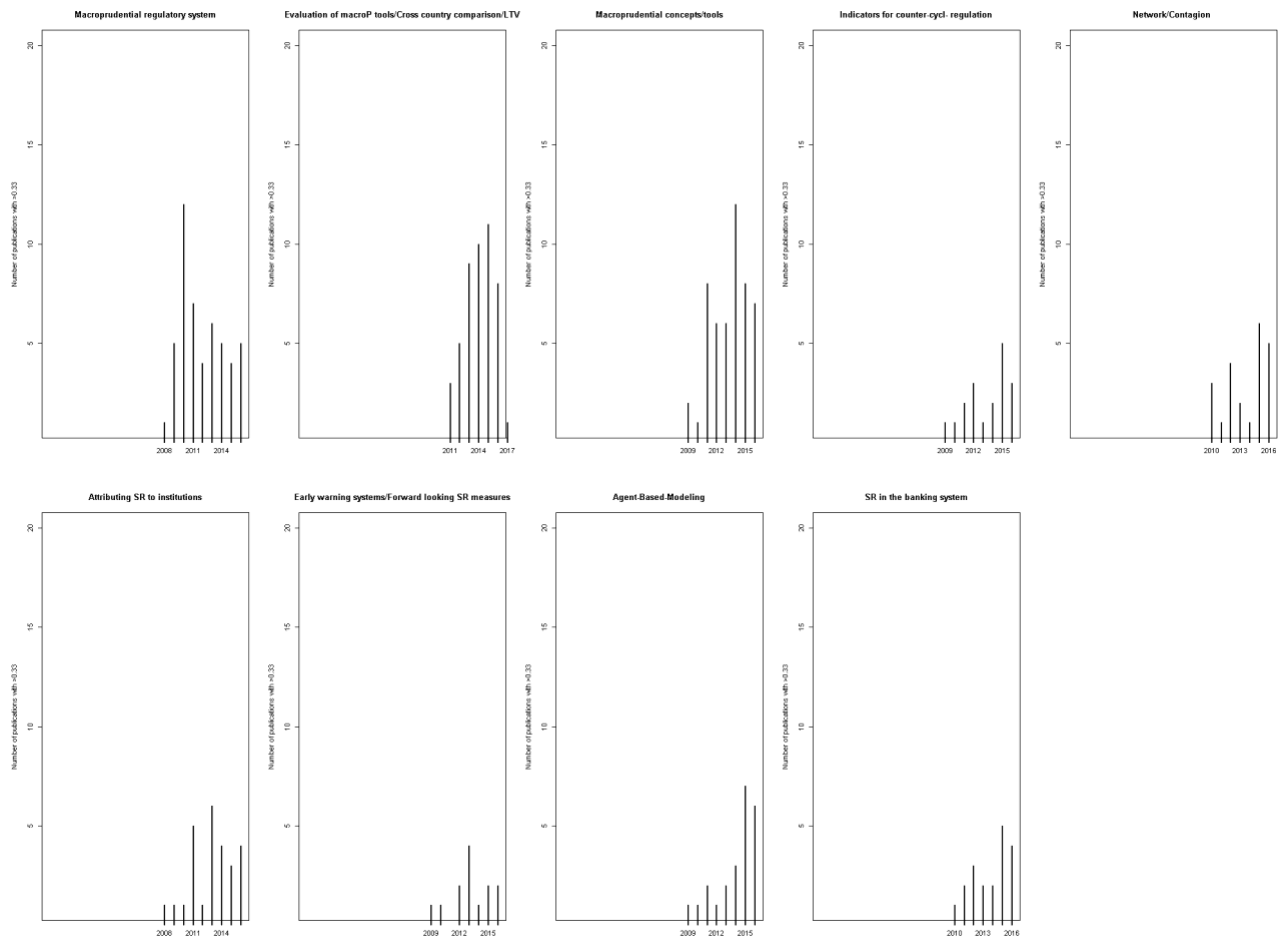 Macroprudential regulatory system
Evaluation of macroP tools/Cross country comparison/LTV
Macroprudential concepts/tools
Indicators for counter-cycl- regulation
Network/Contagion
20
15
10
5
Number of publications with >0.33
2008 2011 2014
20
15
10
5
Number of publications with >0.33
2011 2014 2017
20
15
10
5
Number of publications with >0.33
2009 2012 2015
20
15
10
5
Number of publications with >0.33
2009 2012 2015
20
15
10
5
Number of publications with >0.33
2010 2013 2016
Attributing SR to institutions
Early warning systems/Forward looking SR measures
Agent-Based-Modeling
SR in the banking system
20
15
10
5
Number of publications with >0.33
2008 2011 2014
20
15
10
5
Number of publications with >0.33
2009 2012 2015
20
15
10
5
Number of publications with >0.33
2009 2012 2015
20
15
10
5
Number of publications with >0.33
2010 2013 2016